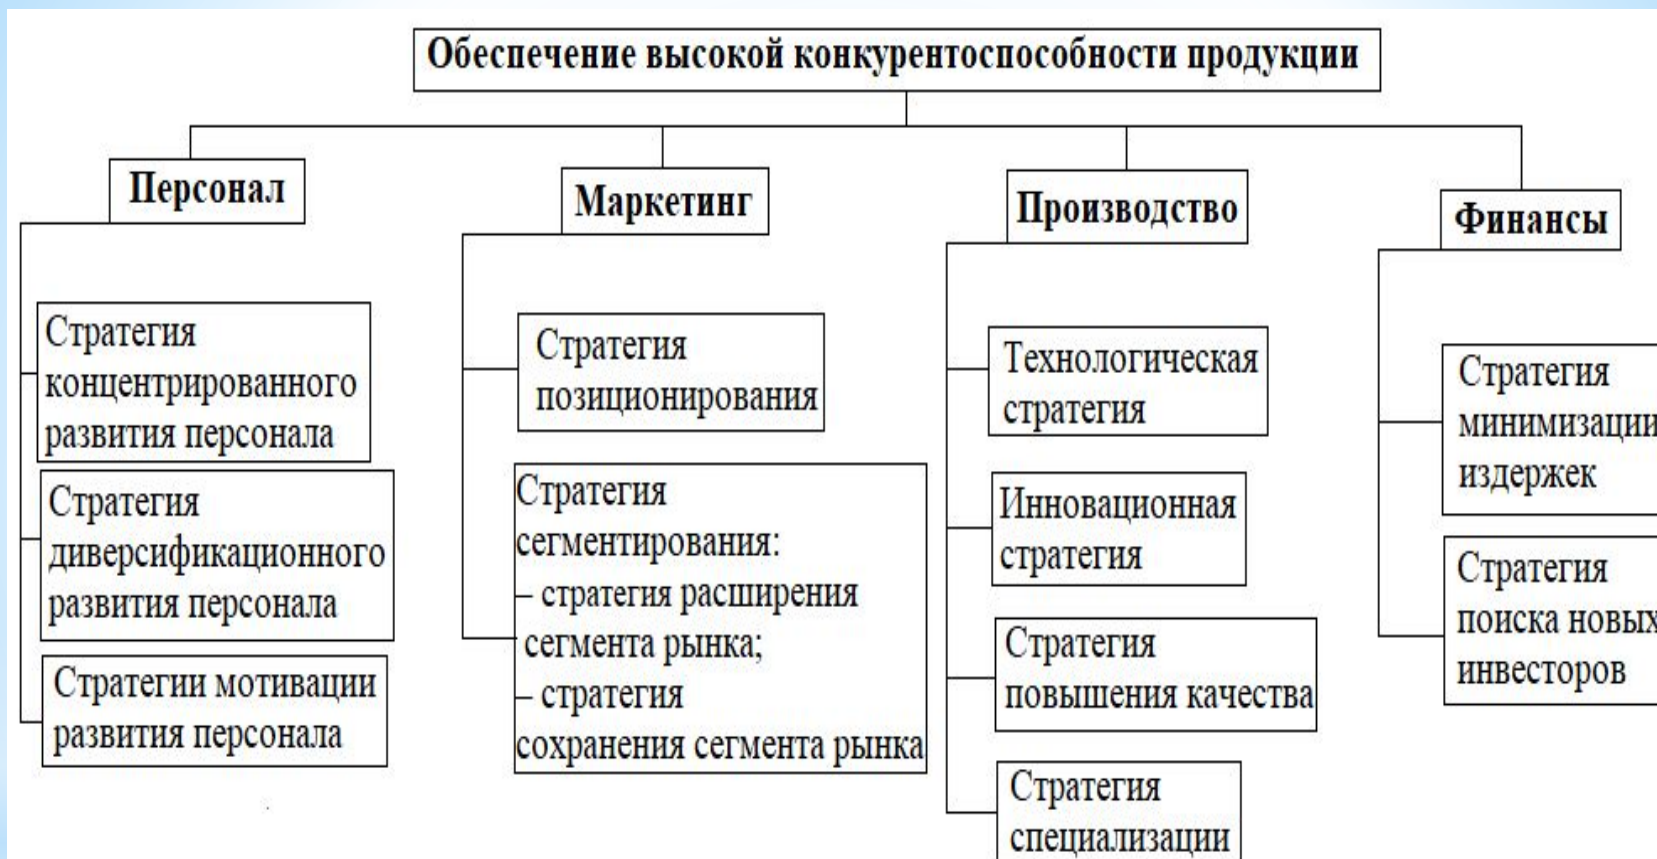 Обеспечение высокой конкурентоспособности продукции
Персонал
Стратегия
концентрированного
развития персонала
Стратегия
диверсификационного
развития персонала
Стратегии мотивации
развития персонала
Маркетинг
Стратегия
позиционирования
Стратегия
сегментирования:
– стратегия расширения
сегмента рынка;
– стратегия
сохранения сегмента рынка
Производство
Технологическая
стратегия
Инновационная
стратегия
Стратегия
повышения качества
Стратегия
специализации
Финансы
Стратегия
минимизации
издержек
Стратегия
поиска новых
инвесторов